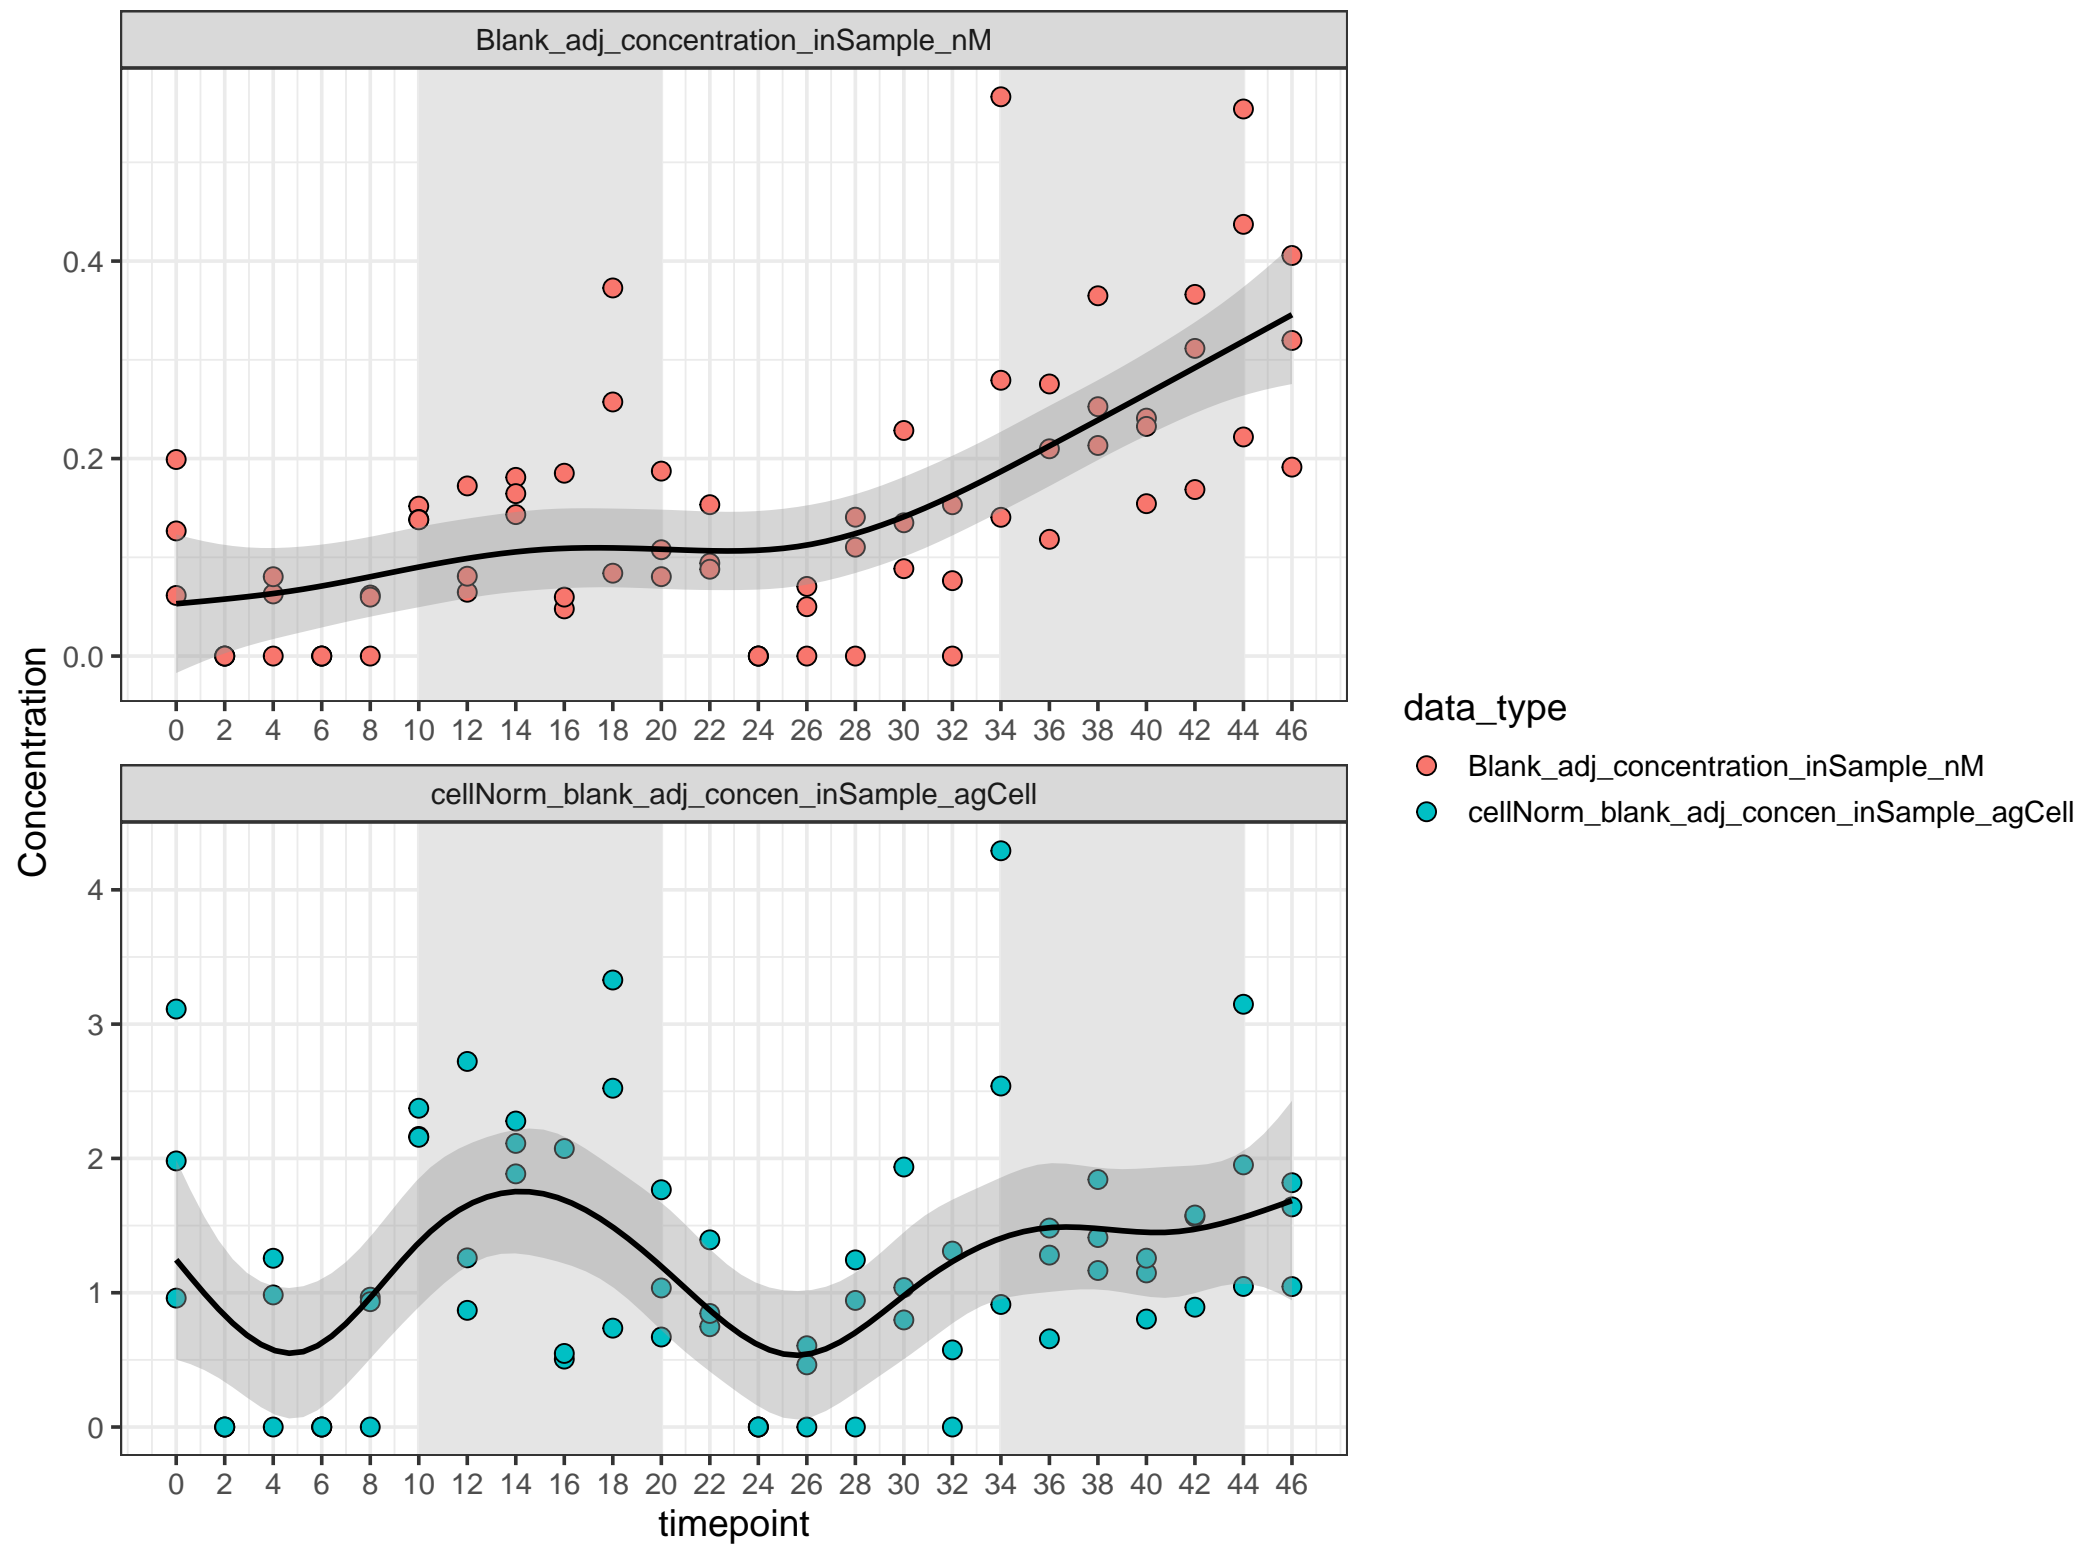 Blank_adj_concentration_inSample_nM
0.4
0.2
0.0
0 2 4 6 8 10 12 14 16 18 20 22 24 26 28 30 32 34 36 38 40 42 44 46
Concentration
cellNorm_blank_adj_concen_inSample_agCell
4
3
2
1
0
0 2 4 6 8 10 12 14 16 18 20 22 24 26 28 30 32 34 36 38 40 42 44 46
timepoint
data_type
Blank_adj_concentration_inSample_nM
cellNorm_blank_adj_concen_inSample_agCell